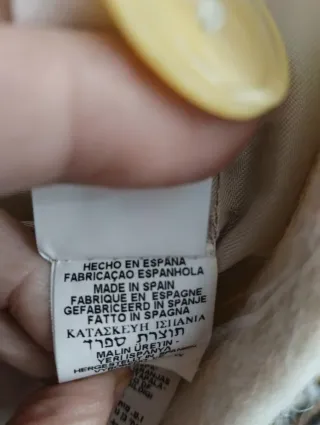 HECHO EN ESPAÑA
FABRICAÇAO ESPANHOLA
MADE IN SPAIN
FABRIQUE EN ESPAGNE
GEFABRICEERD IN SPANJE
FATTO IN SPAGNA
ΚΑΤΑΣΚΕΥΗ ΙΣΠΑΝΙΑ
תוצרת ספרד
MALIN ÜRETIN-
YERI ISPANYA